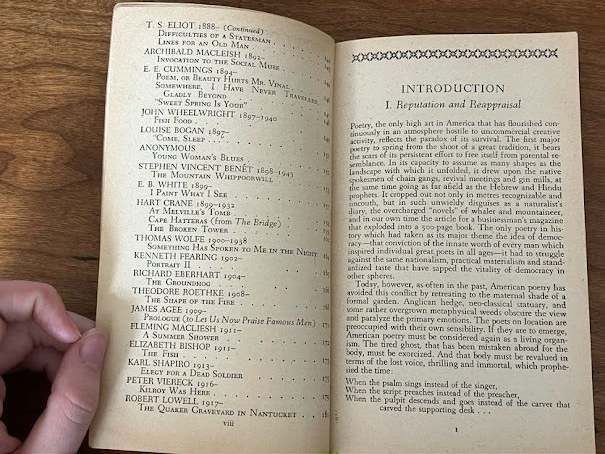 T. S. ELIOT 1888– (Continued)
DIFFICULTIES OF A STATESMAN
LINES FOR AN OLD MAN
ARCHIBALD MACLEISH 1892–
INVOCATION TO THE SOCIAL MUSE
E. E. CUMMINGS 1894–
POEM, OR BEAUTY HURTS MR. VINAL
SOMEWHERE, I HAVE NEVER TRAVELLED,
GLADLY BEYOND
"SWEET SPRING IS YOUR"
JOHN WHEELWRIGHT 1897–1940
FISH FOOD
LOUISE BOGAN 1897–
"COME, SLEEP . . ."
ANONYMOUS
YOUNG WOMAN'S BLUES
STEPHEN VINCENT BENÉT 1898–1943
THE MOUNTAIN WHIPPOORWILL
E. B. WHITE 1899–
I PAINT WHAT I SEE
HART CRANE 1899–1932
AT MELVILLE'S TOMB
CAPE HATTERAS (from The Bridge)
THE BROKEN TOWER
THOMAS WOLFE 1900–1938
SOMETHING HAS SPOKEN TO ME IN THE NIGHT
KENNETH FEARING 1902–
PORTRAIT II
RICHARD EBERHART 1904–
THE GROUNDHOG
THEODORE ROETHKE 1908–
THE SHAPE OF THE FIRE
JAMES AGEE 1909–
PROLOGUE (to Let Us Now Praise Famous Men) 171
FLEMING MACLIESH 1911–
A SUMMER 172
ELIZABETH BISHOP 1911–
THE FISH 173
KARL SHAPIRO 1913–
ELEGY FOR A DEAD SOLDIER 175
PETER VIERECK 1916–
KILROY WAS HERE 179
ROBERT LOWELL 1917–
THE QUAKER GRAVEYARD IN NANTUCKET
viii
INTRODUCTION
I. Reputation and Reappraisal
Poetry, the only high art in America that has flourished con-
tinuously in an atmosphere hostile to uncommercial creative
activity, reflects the paradox of its survival. The first major
poetry to spring from the shoot of a great tradition, it bears
the scars of its persistent effort to free itself from parental re-
semblance. In its capacity to assume as many shapes as the
landscape with which it unfolded, it drew upon the native
spokesmen of chain gangs, revival meetings and gin mills, at
the same time going as far afield as the Hebrew and Hindu
prophets. It cropped out not only in metres recognizable and
uncouth, but in such unwieldy disguises as a naturalist's
diary, the overcharged "novels" of whaler and mountaineer,
and in our own time the article for a businessman's magazine
that exploded into a 500-page book. The only poetry in his-
tory which had taken as its major theme the idea of democ-
racy—that conviction of the innate worth of every man which
inspired individual great poets in all ages—it had to struggle
against the same nationalism, practical materialism and stand-
ardized taste that have sapped the vitality of democracy in
other spheres.
Today, however, as often in the past, American poetry has
avoided this conflict by retreating to the maternal shade of a
formal garden. Anglican hedge, neo-classical statuary, and
some rather overgrown metaphysical weeds obscure the view
and paralyze the primary emotions. The poets on location are
preoccupied with their own sensibility. If they are to emerge,
American poetry must be considered again as a living organ-
ism. The tired ghost, that has been mistaken abroad for the
body, must be exorcized. And that body must be revalued in
terms of the lost voice, thrilling and immortal, which prophe-
sied the time:
When the psalm sings instead of the singer,
When the script preaches instead of the preacher,
When the pulpit descends and goes instead of the carver that
carved the supporting desk . . .
1